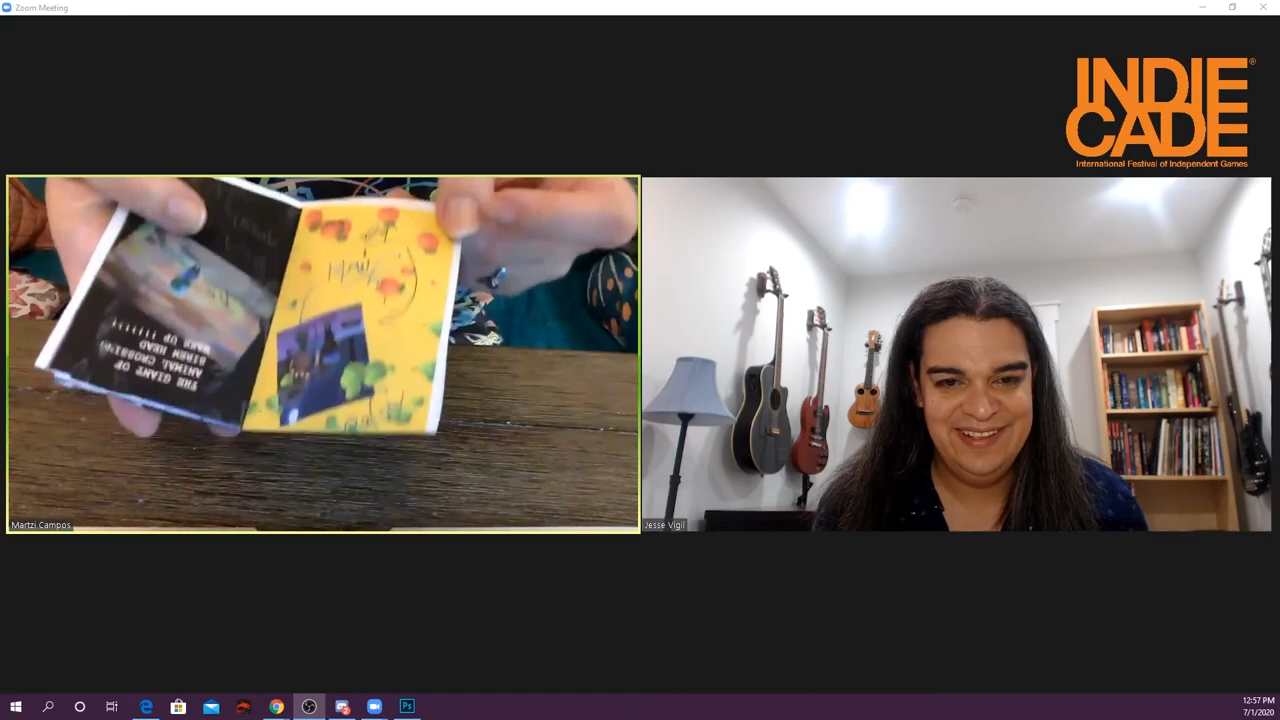 Zoom Meeting
INDIE
CADE®
International Festival of Independent Games
THE GIANT OF
ANIMAL CROSSING:
SIREN HEAD
WAKE UP !!!!!!
Martzi Campos
Jesse Vigil
Ps
12:57 PM
7/1/2020